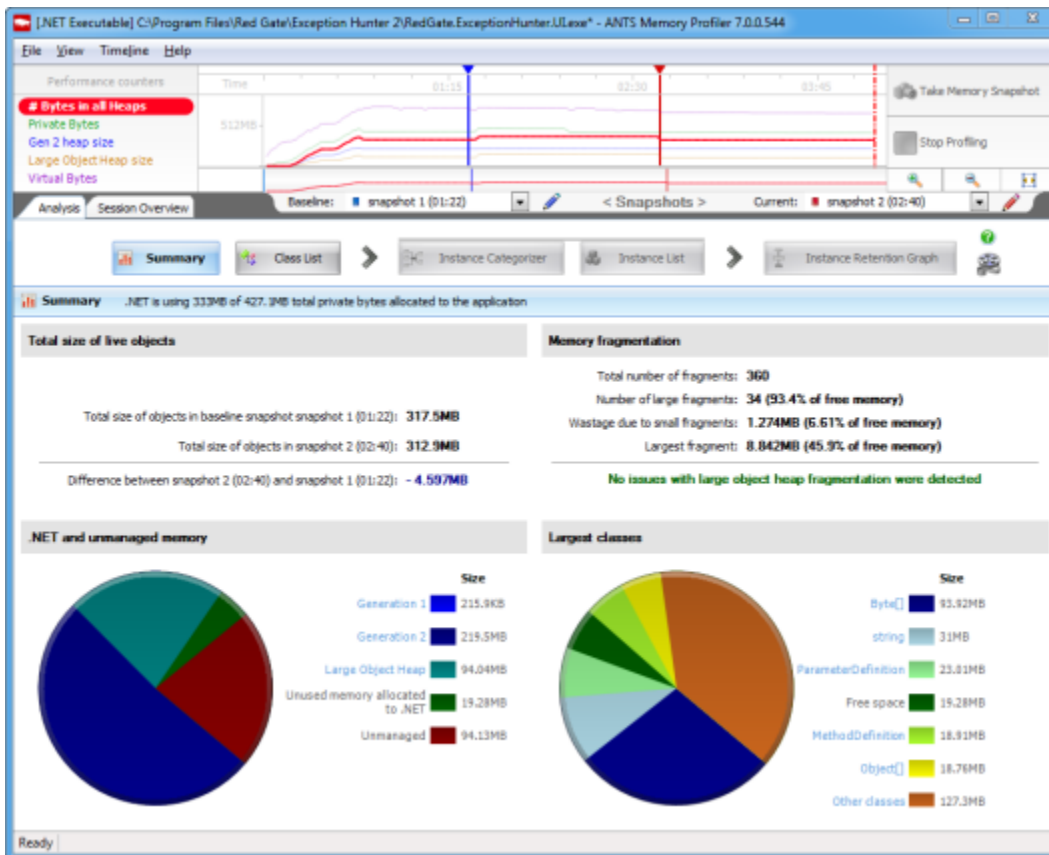 [.NET Executable] C:\Program Files\Red Gate\Exception Hunter 2\RedGate.ExceptionHunter.UI.exe* - ANTS Memory Profiler 7.0.0.544
File View Timeline Help
Performance counters
# Bytes in all Heaps
Private Bytes
Gen 2 heap size
Large Object Heap size
Virtual Bytes
Time 01:15 02:30 03:45
512MB
Take Memory Snapshot
Stop Profiling
Analysis Session Overview
Baseline: snapshot 1 (01:22) < Snapshots > Current: snapshot 2 (02:40)
Summary Class List Instance Categorizer Instance List Instance Retention Graph
Summary .NET is using 333MB of 427.1MB total private bytes allocated to the application
Total size of live objects
Total size of objects in baseline snapshot snapshot 1 (01:22): 317.5MB
Total size of objects in snapshot 2 (02:40): 312.9MB
Difference between snapshot 2 (02:40) and snapshot 1 (01:22): - 4.597MB
Memory fragmentation
Total number of fragments: 360
Number of large fragments: 34 (93.4% of free memory)
Wastage due to small fragments: 1.274MB (6.61% of free memory)
Largest fragment: 8.842MB (45.9% of free memory)
No issues with large object heap fragmentation were detected
.NET and unmanaged memory
Size
Generation 1 215.9KB
Generation 2 219.5MB
Large Object Heap 94.04MB
Unused memory allocated
to .NET 19.28MB
Unmanaged 94.13MB
Largest classes
Size
Byte[] 93.92MB
string 31MB
ParameterDefinition 23.81MB
Free space 19.28MB
MethodDefinition 18.91MB
Object[] 18.76MB
Other classes 127.3MB
Ready